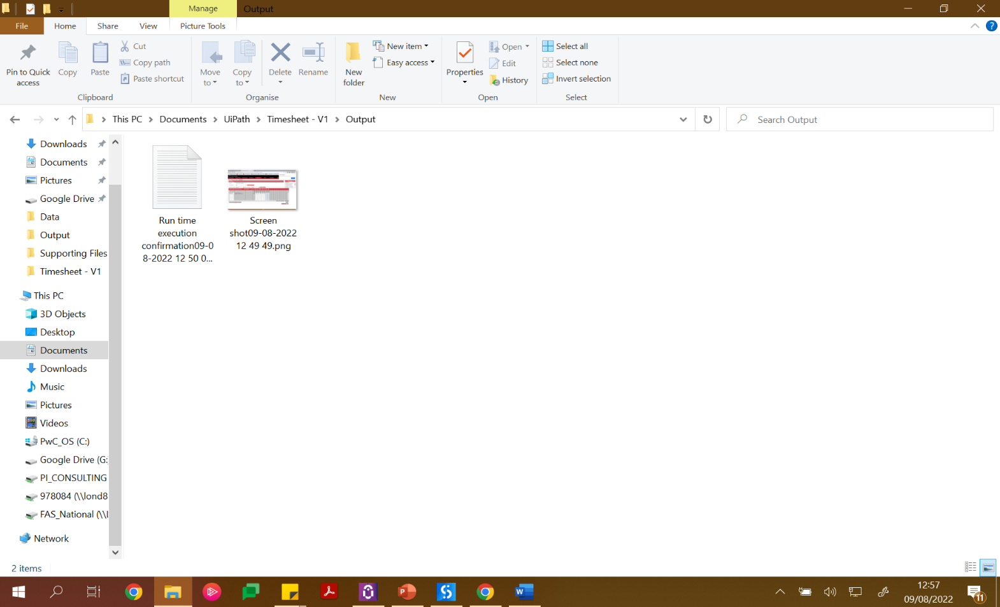 Manage
Output
File
Home
Share
View
Picture Tools
Pin to Quick access
Copy
Paste
Cut
Copy path
Paste shortcut
Clipboard
Move to
Copy to
Delete
Rename
Organise
New folder
New item
Easy access
New
Properties
Open
Edit
History
Open
Select all
Select none
Invert selection
Select
This PC
Documents
UiPath
Timesheet - V1
Output
Search Output
Downloads
Documents
Pictures
Google Drive
Data
Output
Supporting Files
Timesheet - V1
This PC
3D Objects
Desktop
Documents
Downloads
Music
Pictures
Videos
PwC_OS (C:)
Google Drive (G:
PI_CONSULTING
978084 (\\lond8
FAS_National (\\
Network
Run time
execution
confirmation09-0
8-2022 12 50 0...
Screen
shot09-08-2022
12 49 49.png
2 items
12:57
09/08/2022
11